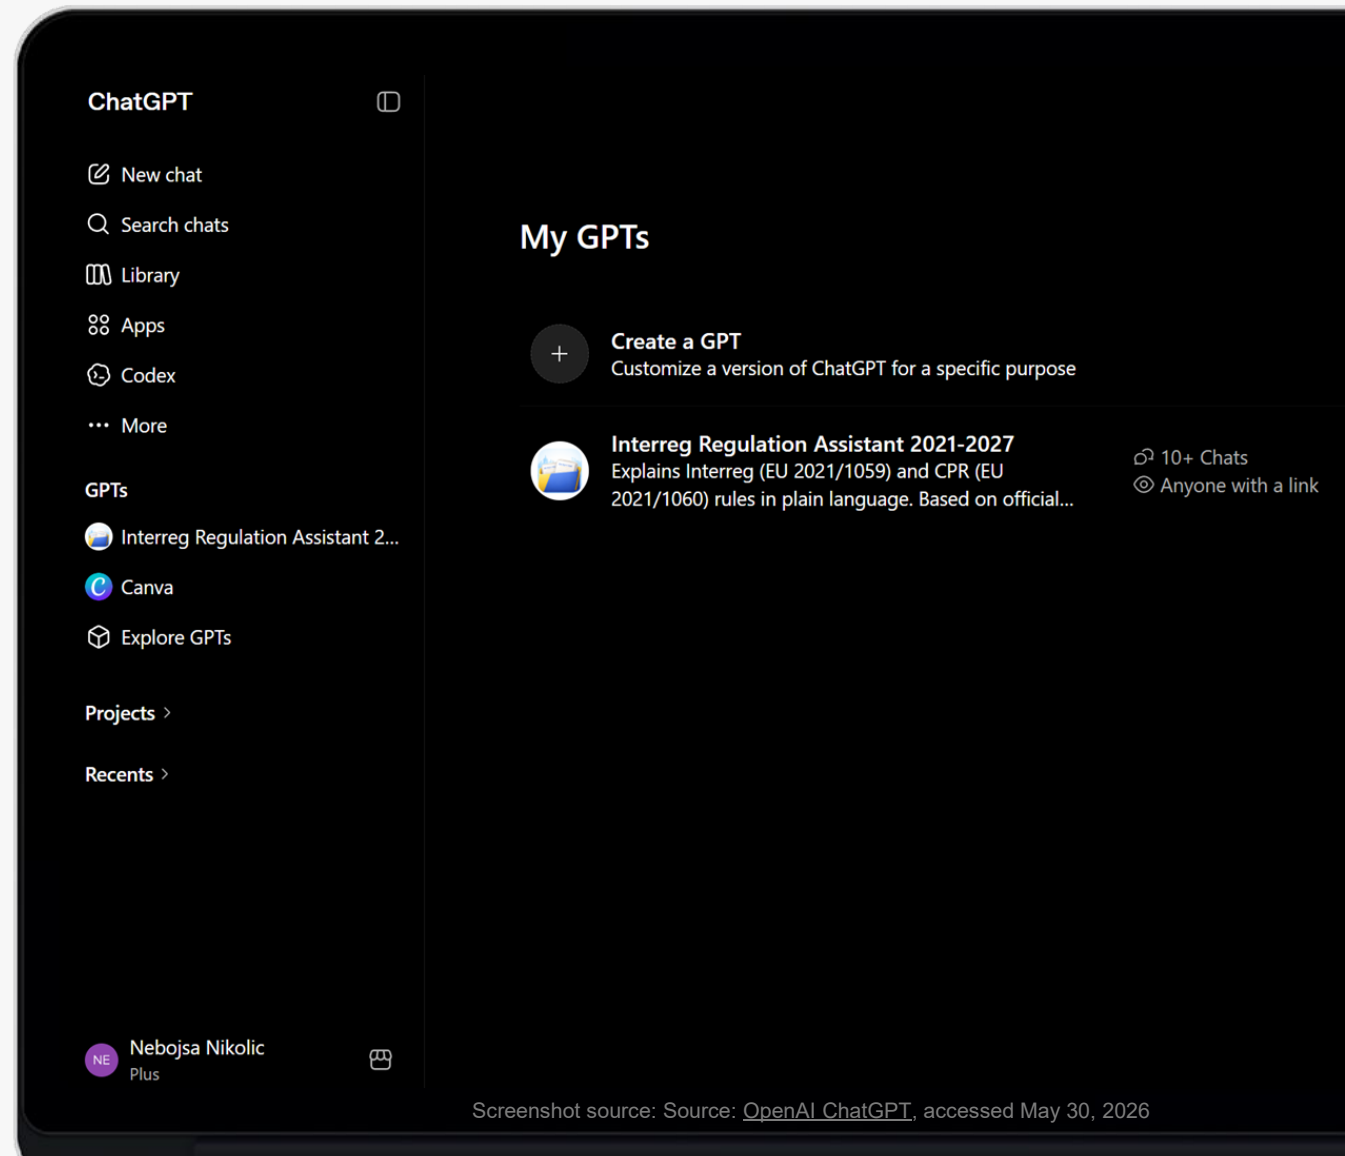 ChatGPT
New chat
Search chats
Library
Apps
Codex
More
GPTs
Interreg Regulation Assistant 2...
Canva
Explore GPTs
Projects
Recents
NE
Nebojsa Nikolic
Plus
My GPTs
Create a GPT
Customize a version of ChatGPT for a specific purpose
Interreg Regulation Assistant 2021-2027
Explains Interreg (EU 2021/1059) and CPR (EU
2021/1060) rules in plain language. Based on official...
10+ Chats
Anyone with a link
Screenshot source: Source: OpenAI ChatGPT, accessed May 30, 2026